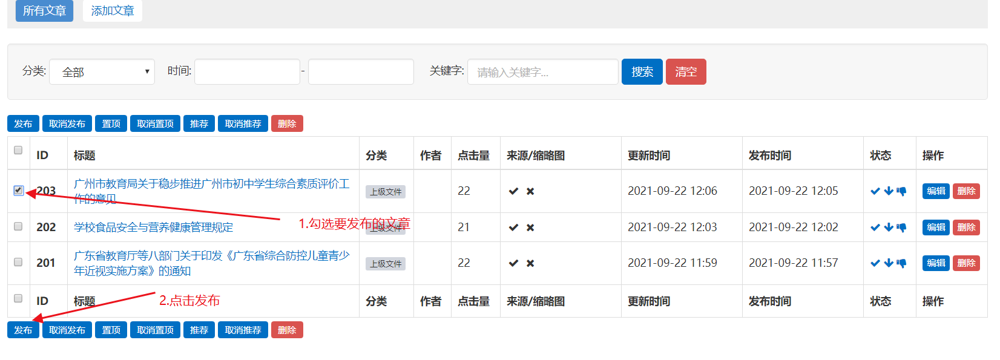 所有文章 添加文章
分类: 全部 时间: - 关键字: 请输入关键字... 搜索 清空
发布 取消发布 置顶 取消置顶 推荐 取消推荐 删除
ID 标题 分类 作者 点击量 来源/缩略图 更新时间 发布时间 状态 操作
203 广州市教育局关于稳步推进广州市初中学生综合素质评价工
作的意见 上级文件 22 2021-09-22 12:06 2021-09-22 12:05 编辑 删除
1.勾选要发布的文章
202 学校食品安全与营养健康管理规定 上级文件 21 2021-09-22 12:03 2021-09-22 12:02 编辑 删除
201 广东省教育厅等八部门关于印发《广东省综合防控儿童青少
年近视实施方案》的通知 上级文件 22 2021-09-22 11:59 2021-09-22 11:57 编辑 删除
ID 标题 2.点击发布 分类 作者 点击量 来源/缩略图 更新时间 发布时间 状态 操作
发布 取消发布 置顶 取消置顶 推荐 取消推荐 删除